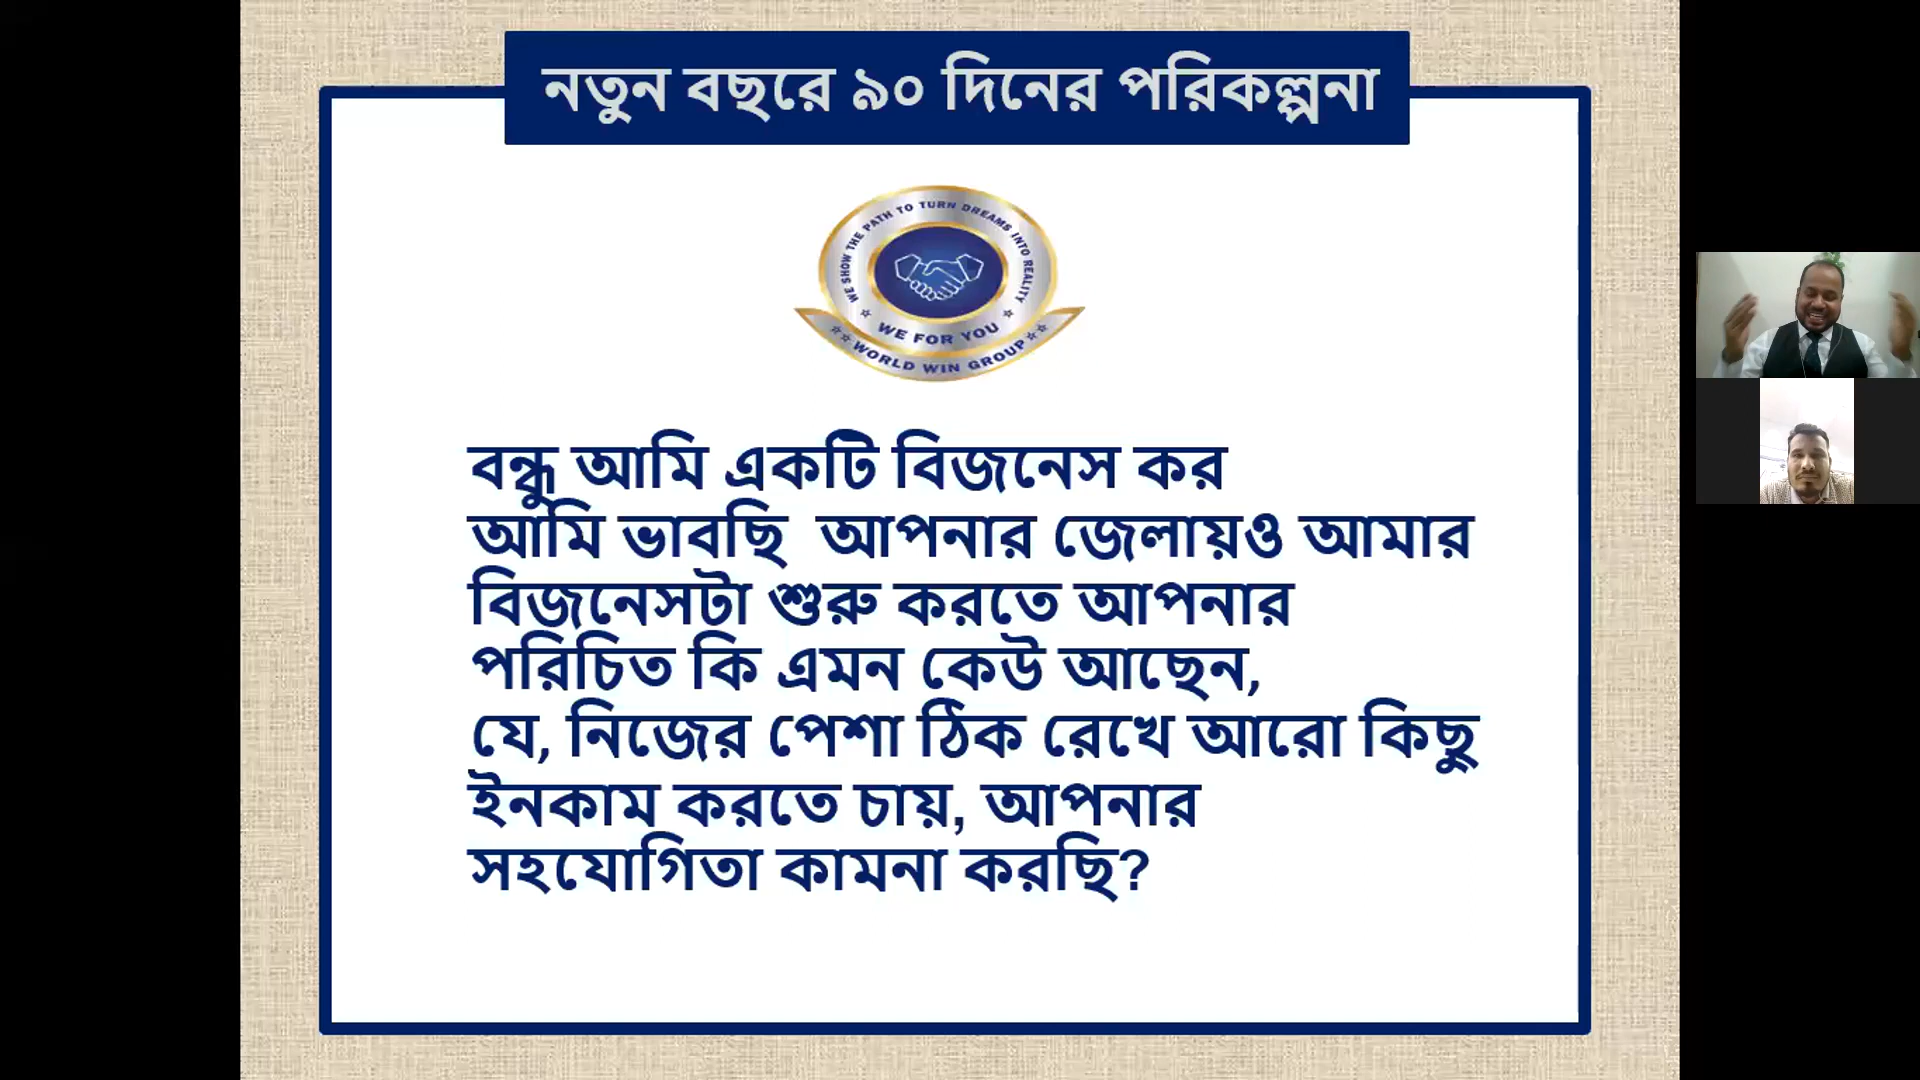 নতুন বছরে ৯০ দিনের পরিকল্পনা
WE SHOW THE PATH TO TURN DREAMS INTO REALITY
WE FOR YOU
WORLD WIN GROUP
বন্ধু আমি একটি বিজনেস কর
আমি ভাবছি আপনার জেলায়ও আমার
বিজনেসটা শুরু করতে আপনার
পরিচিত কি এমন কেউ আছেন,
যে, নিজের পেশা ঠিক রেখে আরো কিছু
ইনকাম করতে চায়, আপনার
সহযোগিতা কামনা করছি?